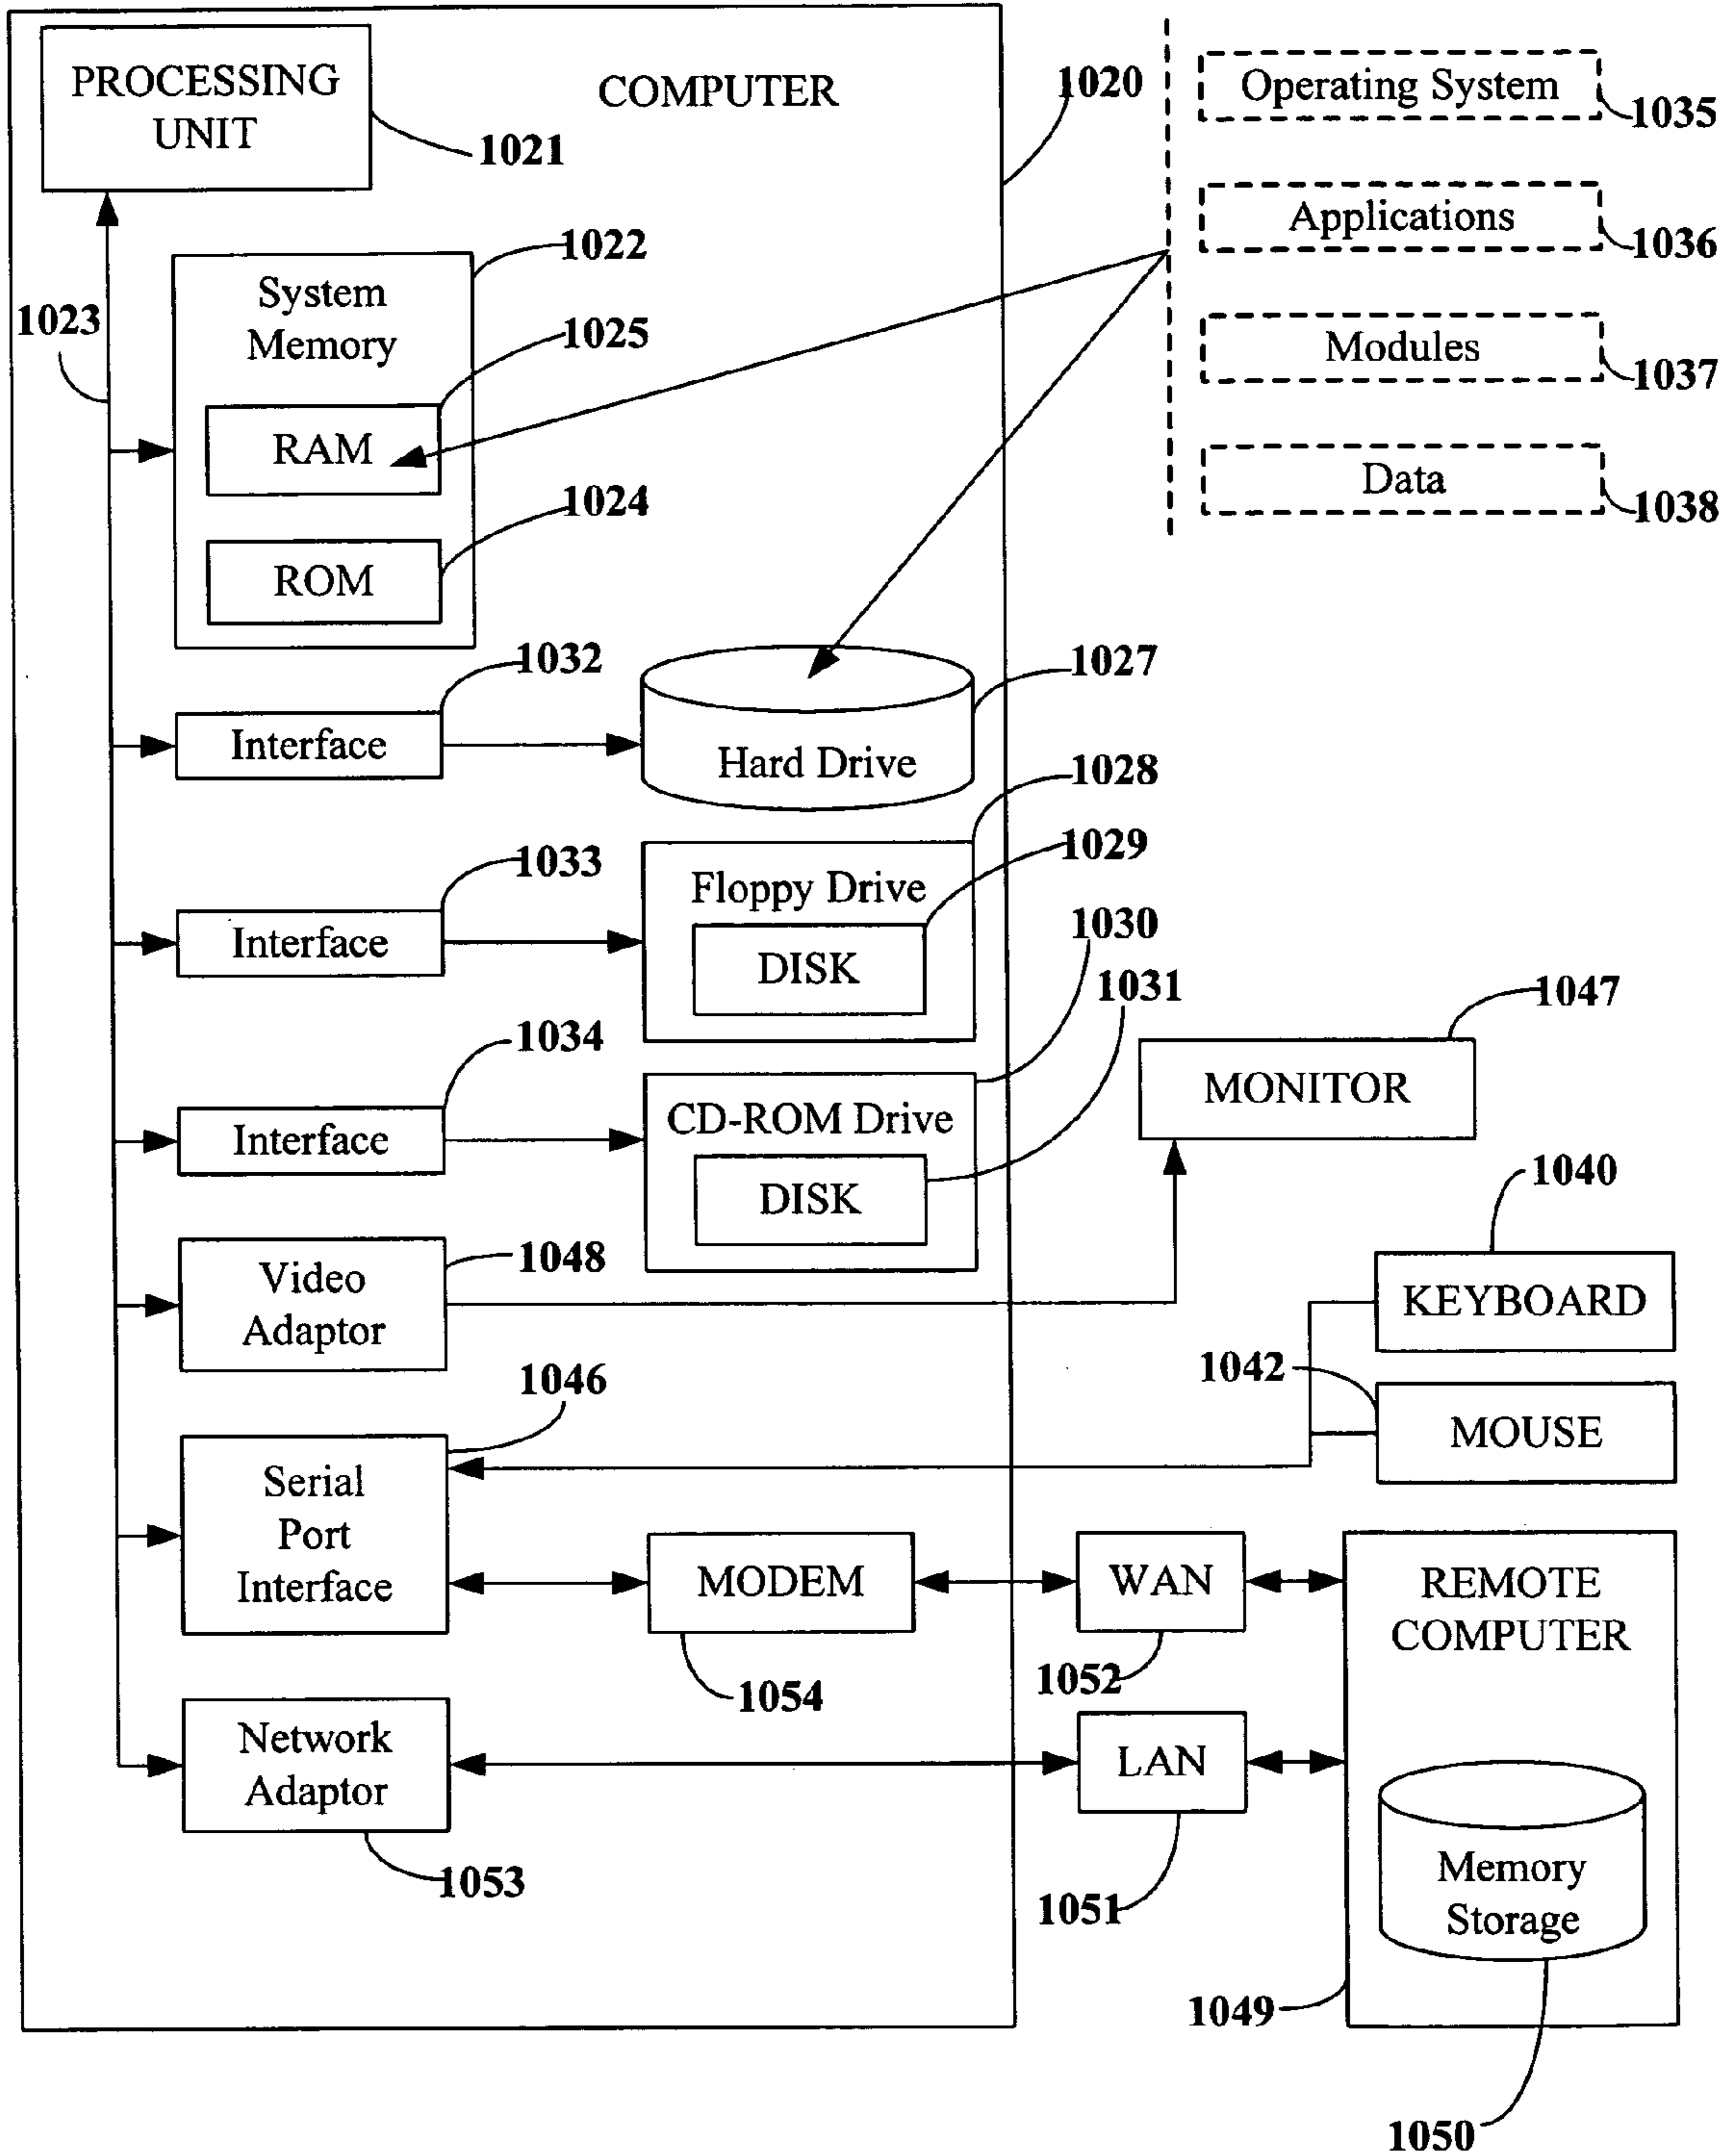 PROCESSING
UNIT
1021
COMPUTER
1020
Operating System
1035
Applications
1036
Modules
1037
Data
1038
1023
1022
System
Memory
1025
RAM
1024
ROM
1032
Interface
1027
Hard Drive
1028
1033
Interface
1029
Floppy Drive
DISK
1030
1031
1034
Interface
CD-ROM Drive
DISK
1047
MONITOR
1048
Video
Adaptor
1040
KEYBOARD
1042
MOUSE
1046
Serial
Port
Interface
MODEM
1054
WAN
1052
REMOTE
COMPUTER
Network
Adaptor
1053
LAN
1051
Memory
Storage
1049
1050